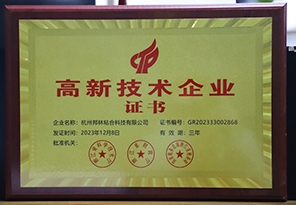 高新技术企业
证书
企业名称：杭州邦林粘合科技有限公司 证书编号：GR202333002868
发证时间：2023年12月8日 有效期：三年
批准机关：